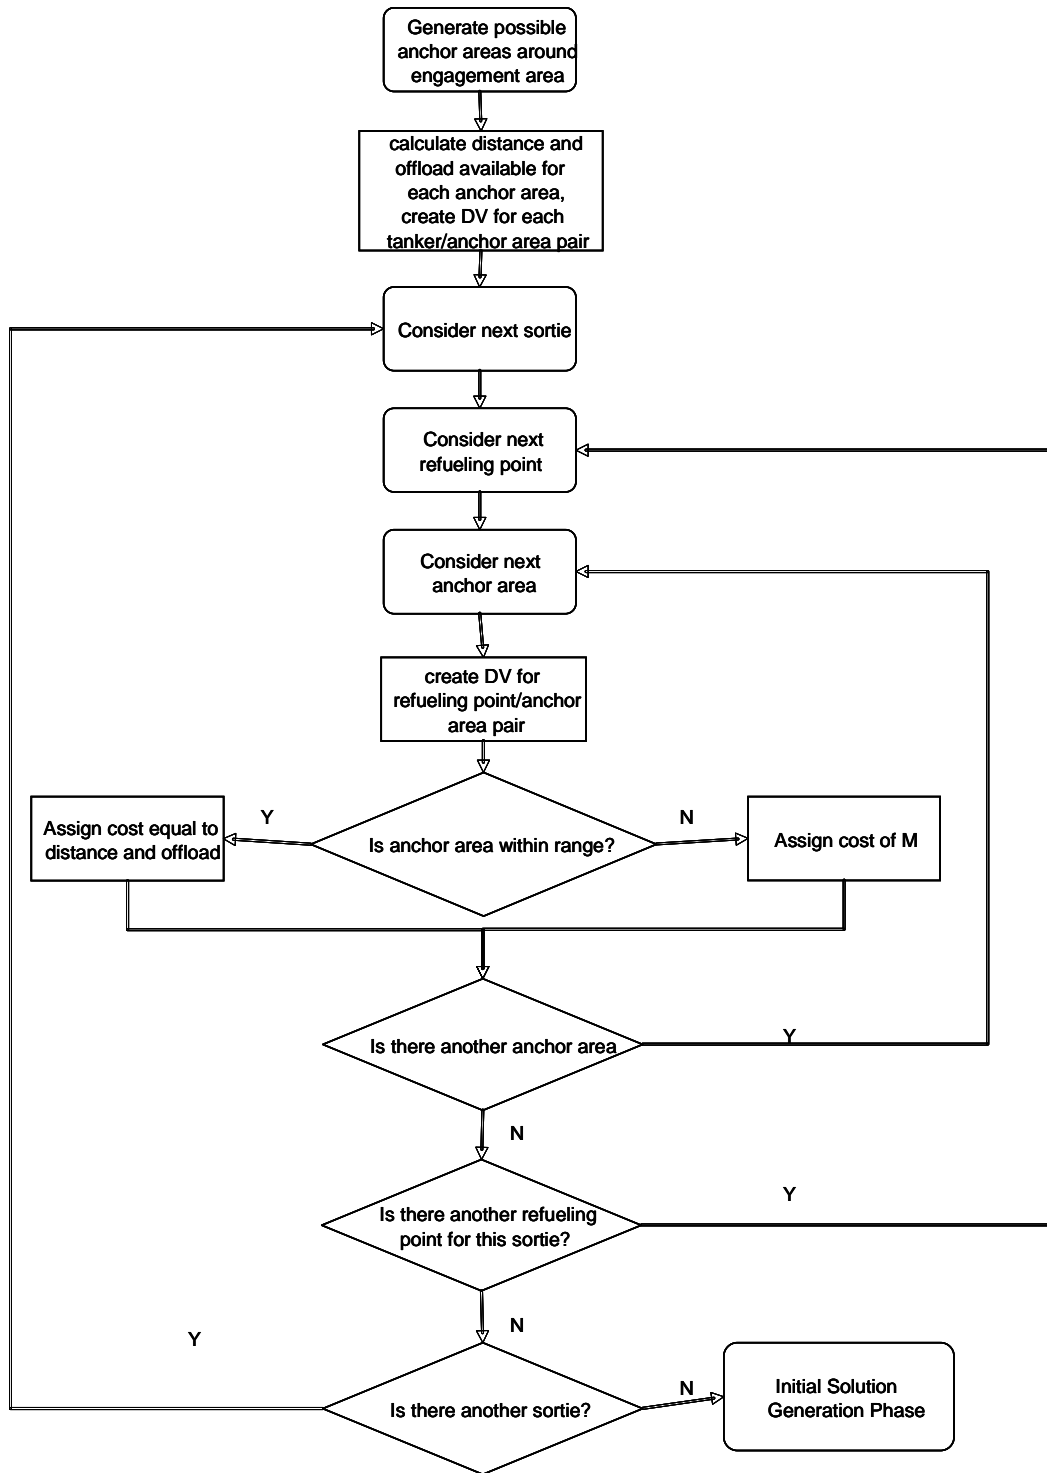 Generate possible
anchor areas around
engagement area
calculate distance and
offload available for
each anchor area,
create DV for each
tanker/anchor area pair
Consider next sortie
Consider next
refueling point
Consider next
anchor area
create DV for
refueling point/anchor
area pair
Y
N
Assign cost equal to
distance and offload
Is anchor area within range?
Assign cost of M
Is there another anchor area
Y
N
Is there another refueling
point for this sortie?
Y
N
Y
Is there another sortie?
N
Initial Solution
Generation Phase